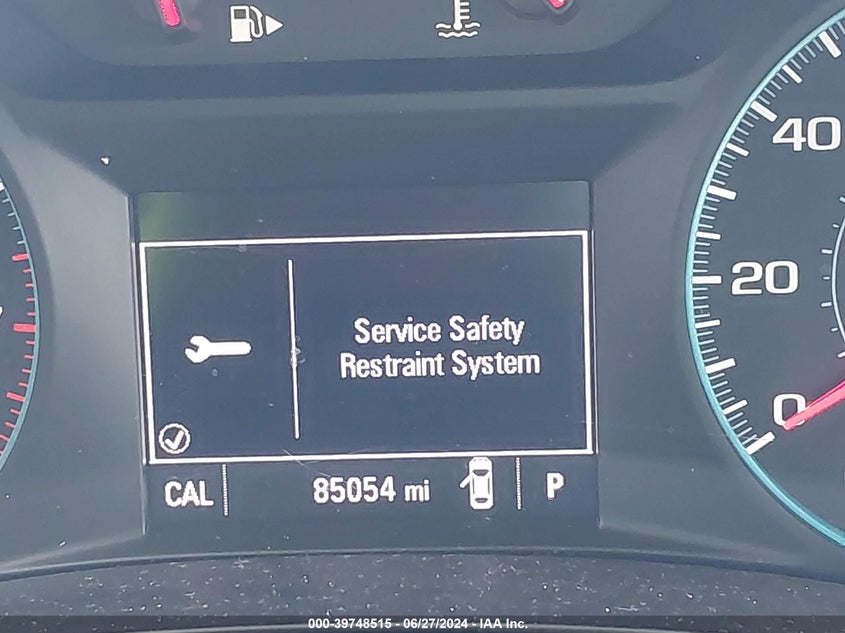 40
20
0
Service Safety
Restraint System
CAL
85054 mi
P
000-39748515 - 06/27/2024 - IAA Inc.